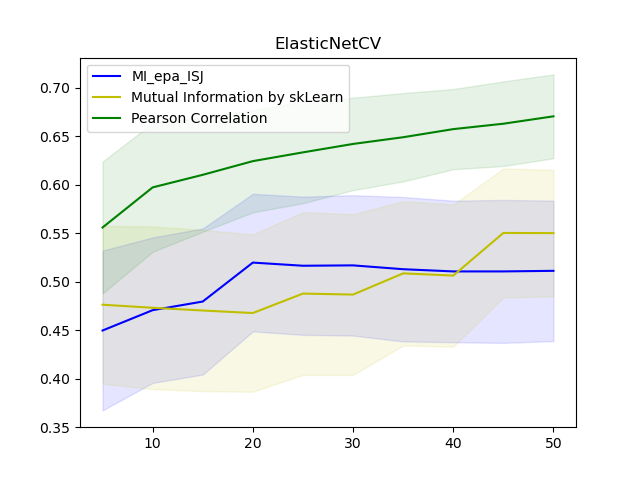 ElasticNetCV
MI_epa_ISJ
Mutual Information by skLearn
Pearson Correlation
0.70
0.65
0.60
0.55
0.50
0.45
0.40
0.35
10 20 30 40 50